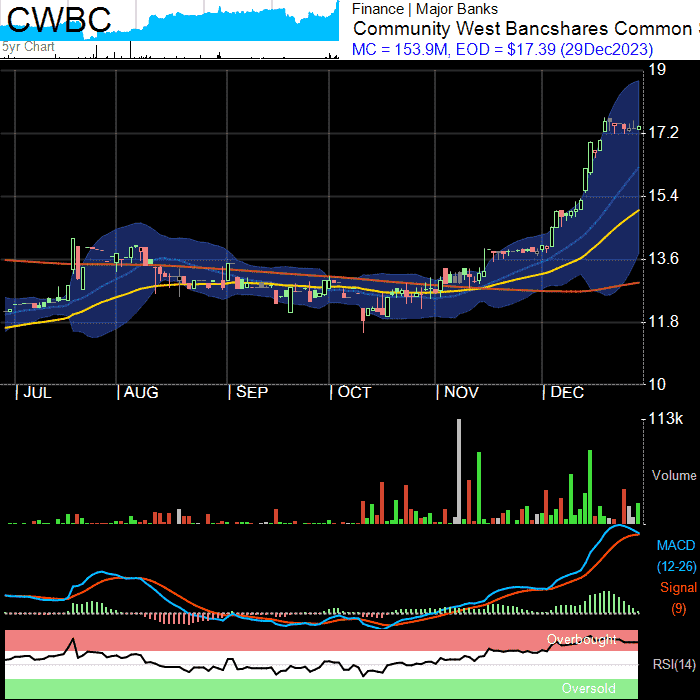 CWBC
5yr Chart
Finance | Major Banks
Community West Bancshares Common
MC = 153.9M, EOD = $17.39 (29Dec2023)
19
17.2
15.4
13.6
11.8
10
JUL AUG SEP OCT NOV DEC
113k
Volume
MACD
(12-26)
Signal
(9)
Overbought
RSI(14)
Oversold